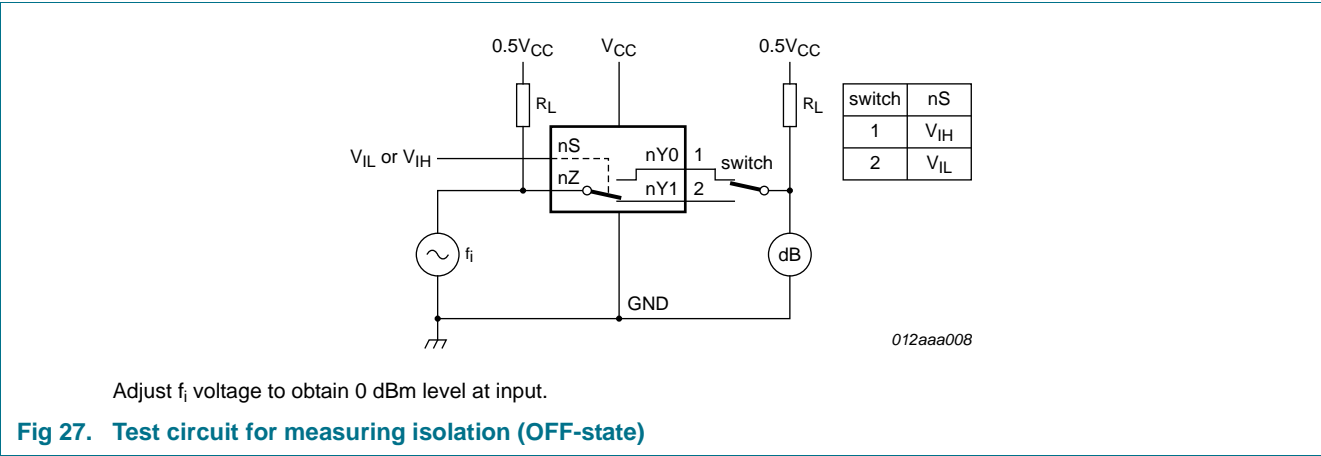 0.5VCC VCC 0.5VCC
RL RL
switch nS
1 VIH
2 VIL
VIL or VIH
nS nY0 1 switch
nZ nY1 2
fi dB
GND
012aaa008
Adjust fi voltage to obtain 0 dBm level at input.
Fig 27. Test circuit for measuring isolation (OFF-state)